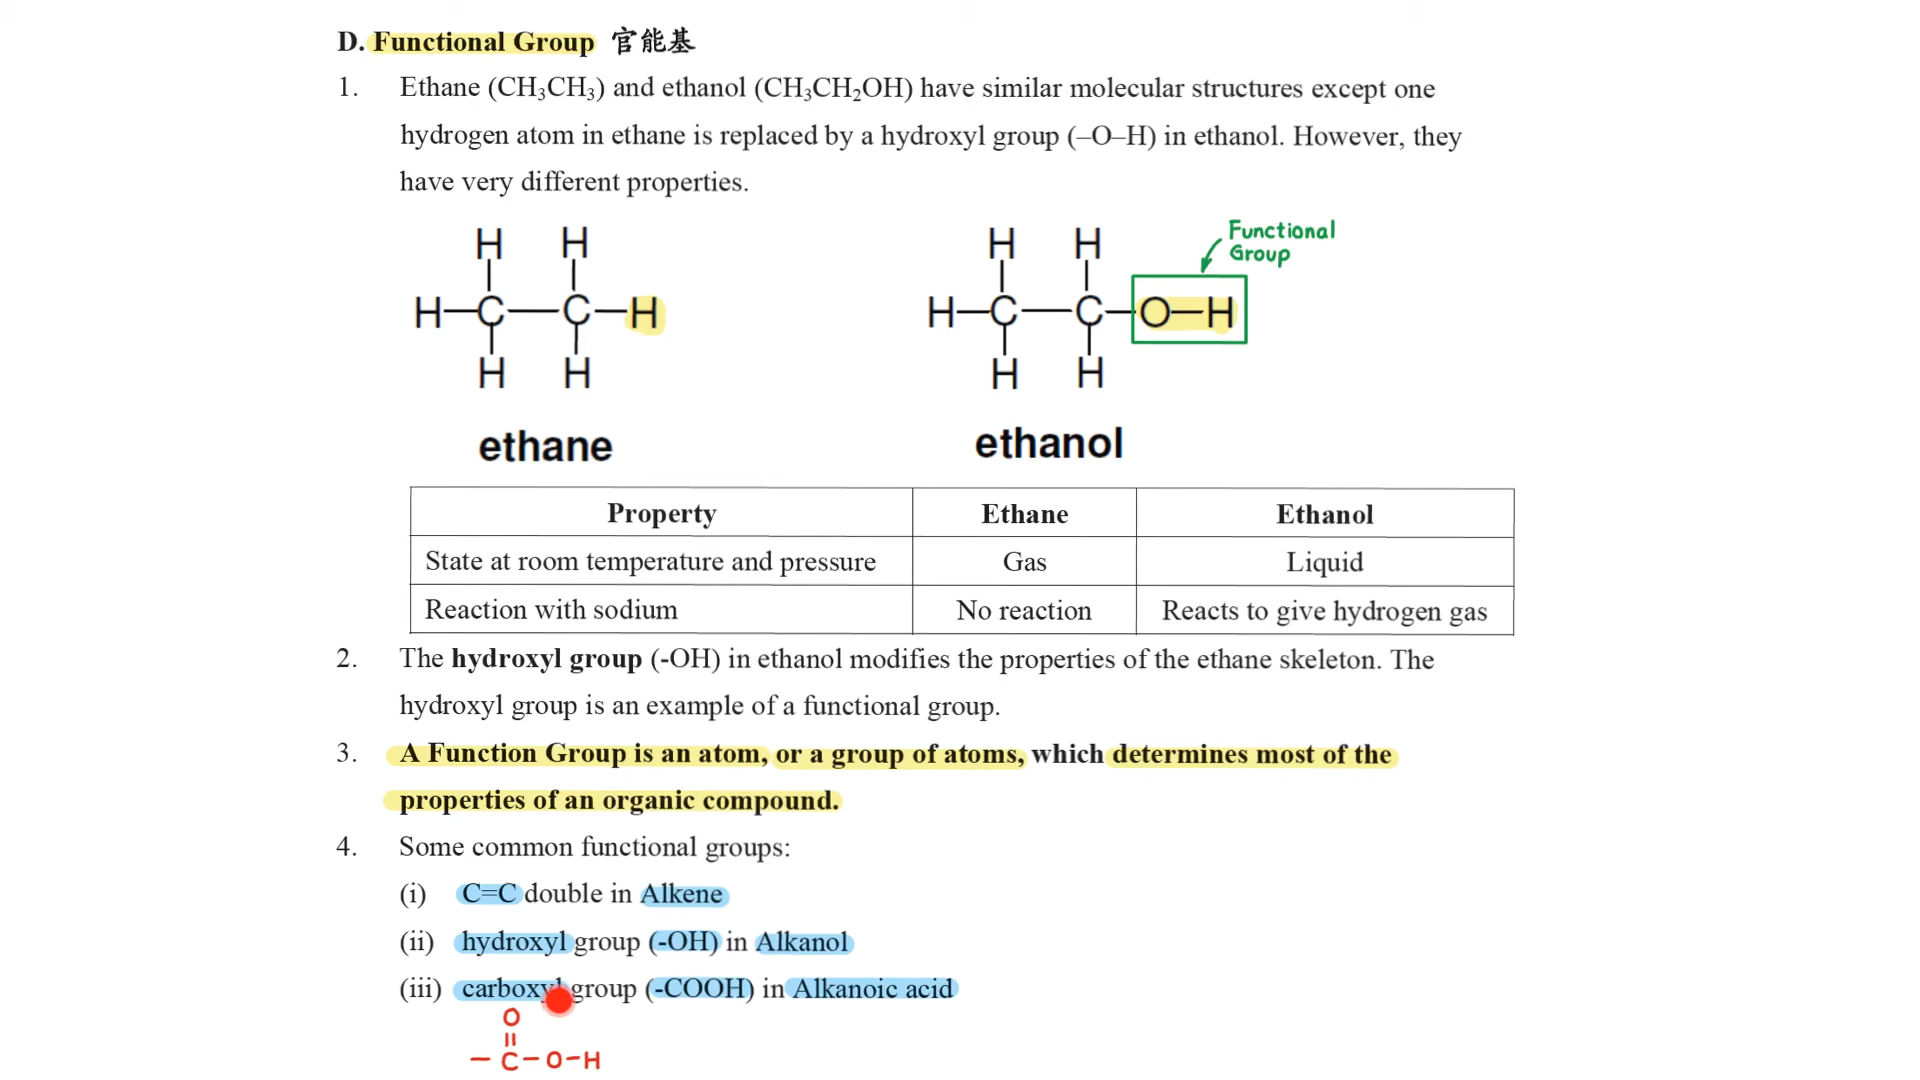 D. Functional Group 官能基
1. Ethane (CH₃CH₃) and ethanol (CH₃CH₂OH) have similar molecular structures except one
hydrogen atom in ethane is replaced by a hydroxyl group (–O–H) in ethanol. However, they
have very different properties.
H H
H–C–C–H
H H
ethane
Functional
Group
H H
H–C–C–O–H
H H
ethanol
Property Ethane Ethanol
State at room temperature and pressure Gas Liquid
Reaction with sodium No reaction Reacts to give hydrogen gas
2. The hydroxyl group (-OH) in ethanol modifies the properties of the ethane skeleton. The
hydroxyl group is an example of a functional group.
3. A Function Group is an atom, or a group of atoms, which determines most of the
properties of an organic compound.
4. Some common functional groups:
(i) C=C double in Alkene
(ii) hydroxyl group (-OH) in Alkanol
(iii) carboxyl group (-COOH) in Alkanoic acid
O
=
– C – O – H